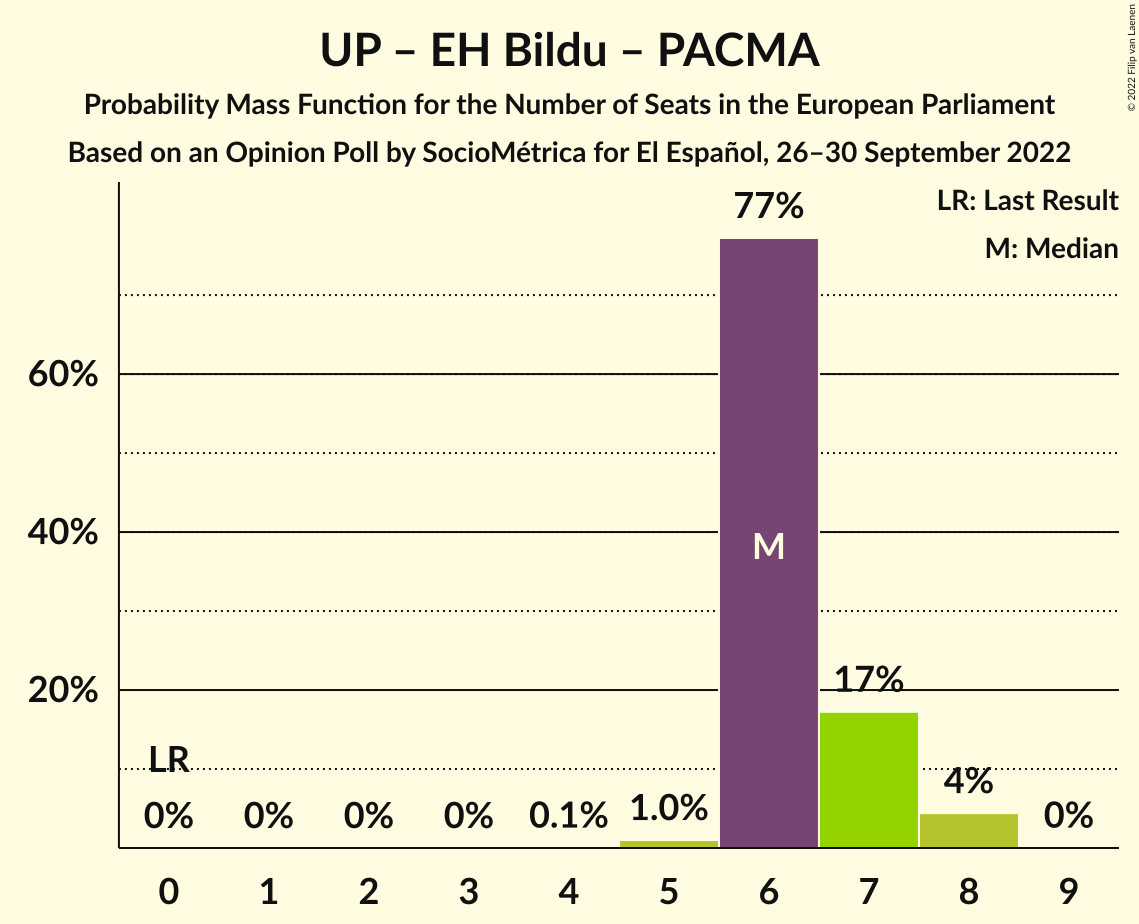 UP – EH Bildu – PACMA
Probability Mass Function for the Number of Seats in the European Parliament
Based on an Opinion Poll by SocioMétrica for El Español, 26–30 September 2022
© 2022 Filip van Laenen
LR: Last Result
M: Median
77%
60%
40%
M
20%
17%
LR
4%
0%
0%
0%
0%
0.1%
1.0%
0%
0
1
2
3
4
5
6
7
8
9